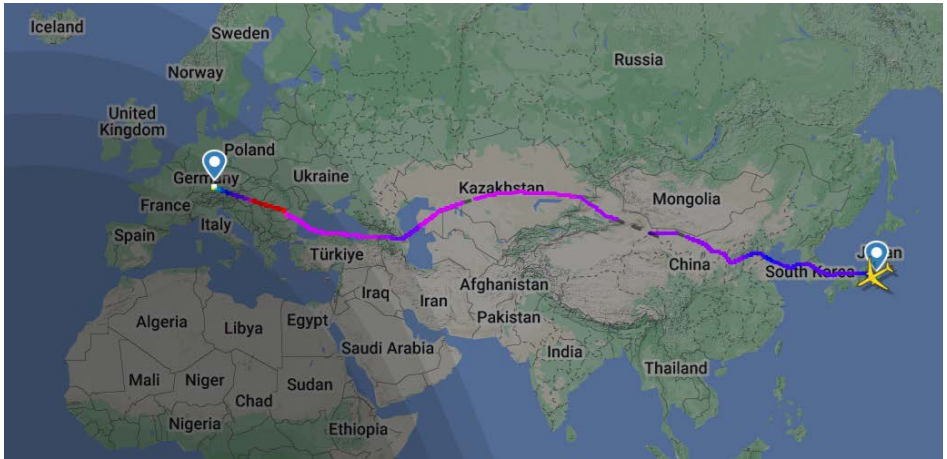 Iceland
Sweden
Norway
Russia
United
Kingdom
Poland
Germany
Ukraine
Kazakhstan
Mongolia
France
Italy
Spain
Türkiye
China
South Korea
Iraq
Iran
Afghanistan
Pakistan
Algeria
Libya
Egypt
Saudi Arabia
India
Mali
Niger
Chad
Sudan
Thailand
Nigeria
Ethiopia